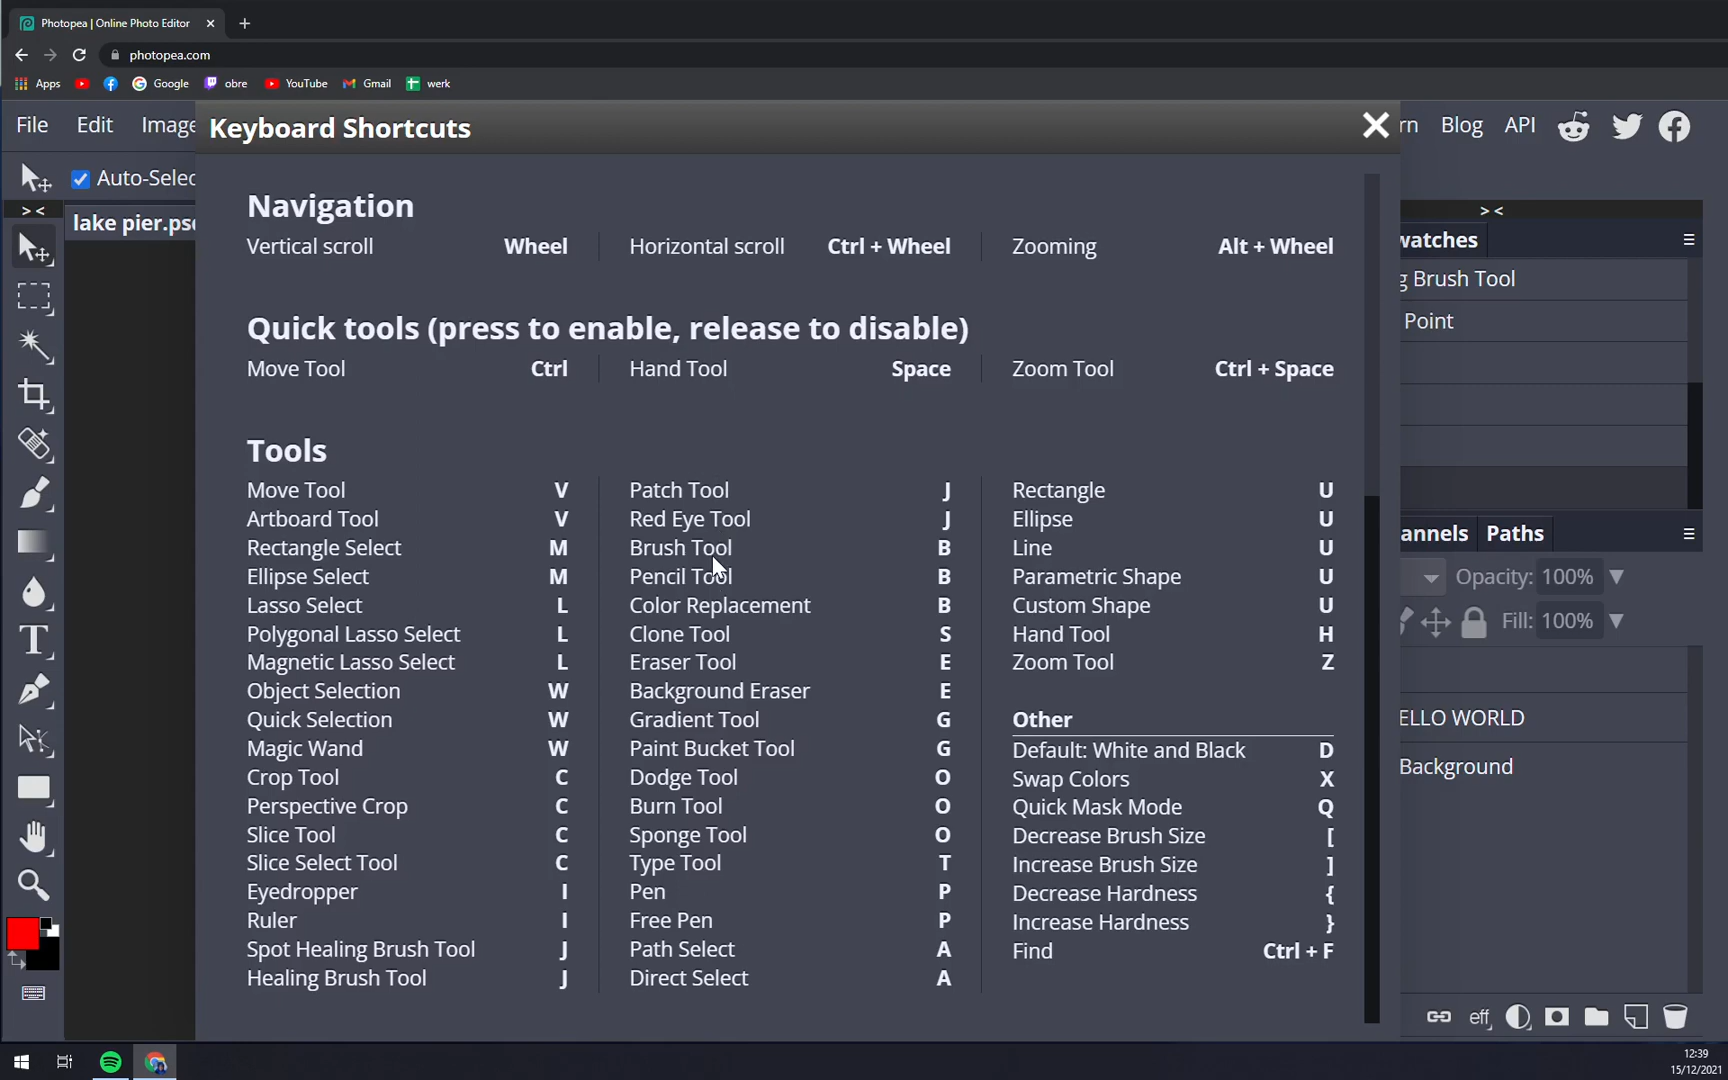 Photopea | Online Photo Editor
photopea.com
Apps Google obre YouTube Gmail werk
File Edit Image rn Blog API
Keyboard Shortcuts
Auto-Selec
lake pier.psd
Navigation
Vertical scroll Wheel Horizontal scroll Ctrl + Wheel Zooming Alt + Wheel
Quick tools (press to enable, release to disable)
Move Tool Ctrl Hand Tool Space Zoom Tool Ctrl + Space
Tools
Move Tool V
Artboard Tool V
Rectangle Select M
Ellipse Select M
Lasso Select L
Polygonal Lasso Select L
Magnetic Lasso Select L
Object Selection W
Quick Selection W
Magic Wand W
Crop Tool C
Perspective Crop C
Slice Tool C
Slice Select Tool C
Eyedropper I
Ruler I
Spot Healing Brush Tool J
Healing Brush Tool J
Patch Tool J
Red Eye Tool J
Brush Tool B
Pencil Tool B
Color Replacement B
Clone Tool S
Eraser Tool E
Background Eraser E
Gradient Tool G
Paint Bucket Tool G
Dodge Tool O
Burn Tool O
Sponge Tool O
Type Tool T
Pen P
Free Pen P
Path Select A
Direct Select A
Rectangle U
Ellipse U
Line U
Parametric Shape U
Custom Shape U
Hand Tool H
Zoom Tool Z
Other
Default: White and Black D
Swap Colors X
Quick Mask Mode Q
Decrease Brush Size [
Increase Brush Size ]
Decrease Hardness {
Increase Hardness }
Find Ctrl + F
> <
> <
watches
g Brush Tool
Point
annels Paths
Opacity: 100%
Fill: 100%
ELLO WORLD
Background
eff
12:39
15/12/2021